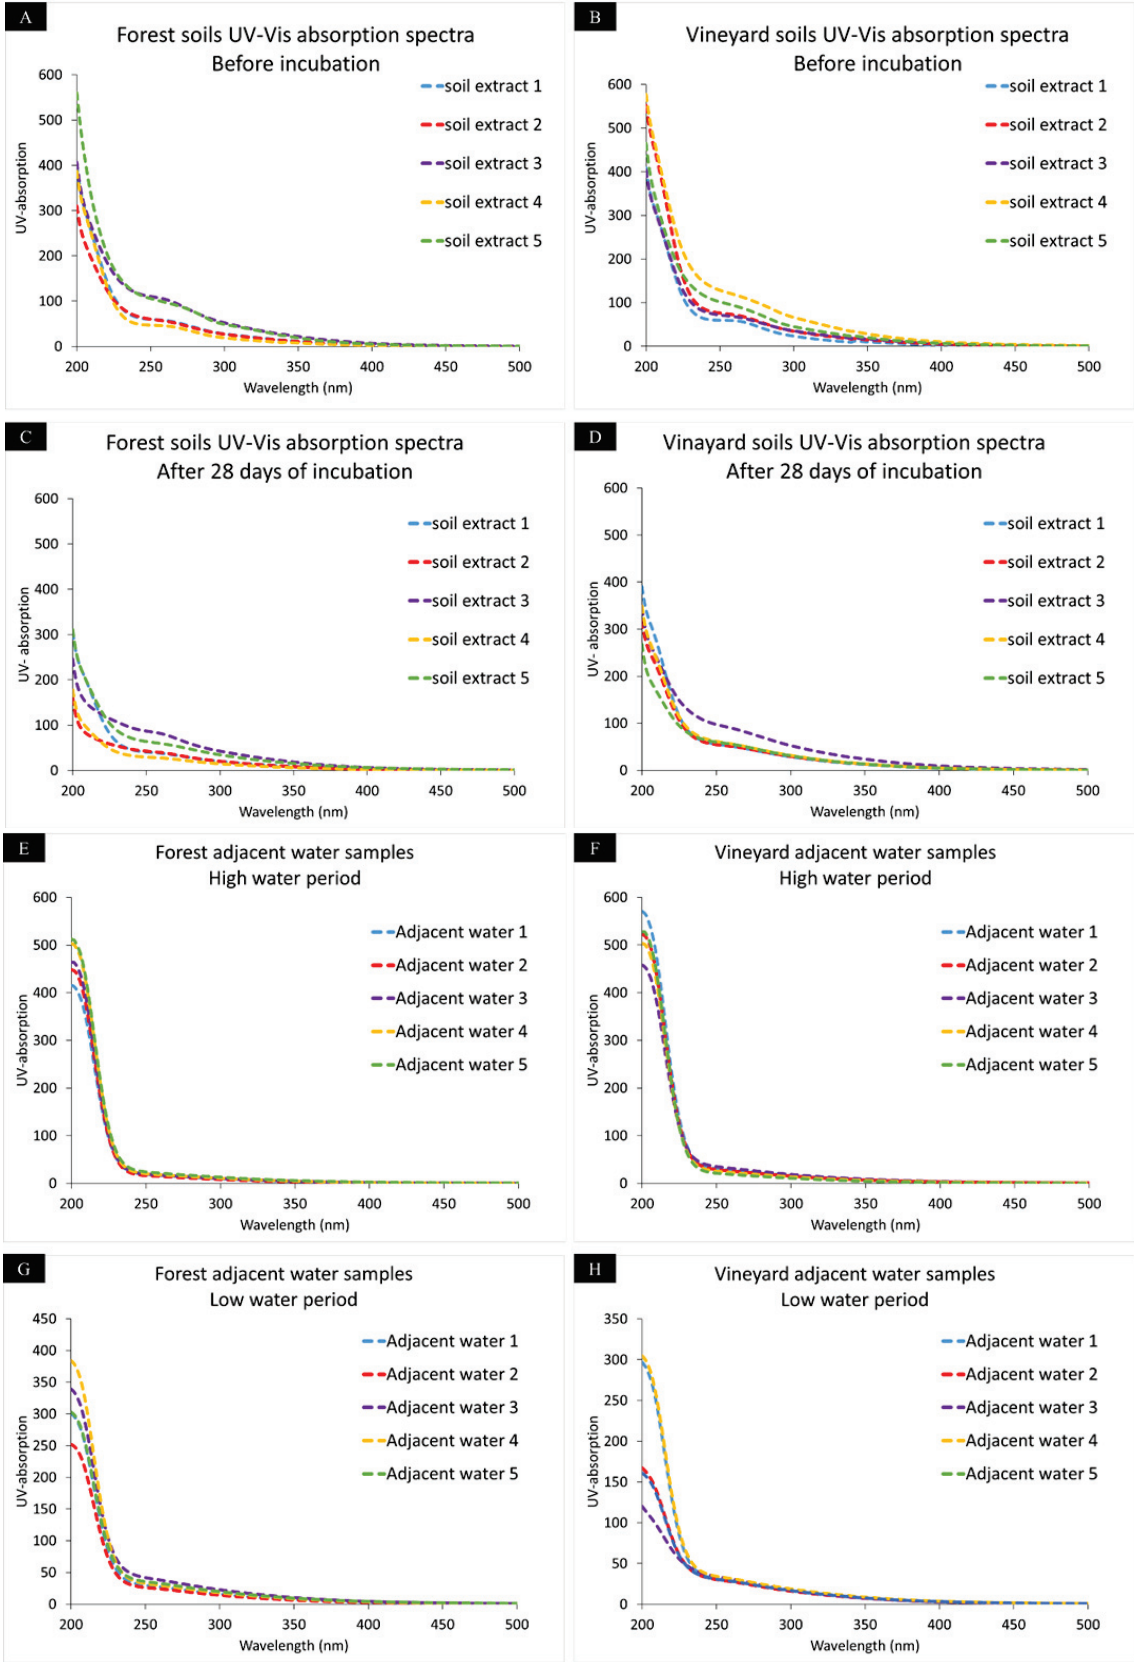 A
Forest soils UV-Vis absorption spectra
Before incubation
600
500
400
300
200
100
0
UV-absorption
200 250 300 350 400 450 500
Wavelength (nm)
soil extract 1
soil extract 2
soil extract 3
soil extract 4
soil extract 5
B
Vineyard soils UV-Vis absorption spectra
Before incubation
600
500
400
300
200
100
0
UV-absorption
200 250 300 350 400 450 500
Wavelength (nm)
soil extract 1
soil extract 2
soil extract 3
soil extract 4
soil extract 5
C
Forest soils UV-Vis absorption spectra
After 28 days of incubation
600
500
400
300
200
100
0
UV- absorption
200 250 300 350 400 450 500
Wavelength (nm)
soil extract 1
soil extract 2
soil extract 3
soil extract 4
soil extract 5
D
Vinayard soils UV-Vis absorption spectra
After 28 days of incubation
600
500
400
300
200
100
0
UV- absorption
200 250 300 350 400 450 500
Wavelength (nm)
soil extract 1
soil extract 2
soil extract 3
soil extract 4
soil extract 5
E
Forest adjacent water samples
High water period
600
500
400
300
200
100
0
UV-absorption
200 250 300 350 400 450 500
Wavelength (nm)
Adjacent water 1
Adjacent water 2
Adjacent water 3
Adjacent water 4
Adjacent water 5
F
Vineyard adjacent water samples
High water period
600
500
400
300
200
100
0
UV-absorption
200 250 300 350 400 450 500
Wavelength (nm)
Adjacent water 1
Adjacent water 2
Adjacent water 3
Adjacent water 4
Adjacent water 5
G
Forest adjacent water samples
Low water period
450
400
350
300
250
200
150
100
50
0
UV-absorption
200 250 300 350 400 450 500
Wavelength (nm)
Adjacent water 1
Adjacent water 2
Adjacent water 3
Adjacent water 4
Adjacent water 5
H
Vineyard adjacent water samples
Low water period
350
300
250
200
150
100
50
0
UV-absorption
200 250 300 350 400 450 500
Wavelength (nm)
Adjacent water 1
Adjacent water 2
Adjacent water 3
Adjacent water 4
Adjacent water 5